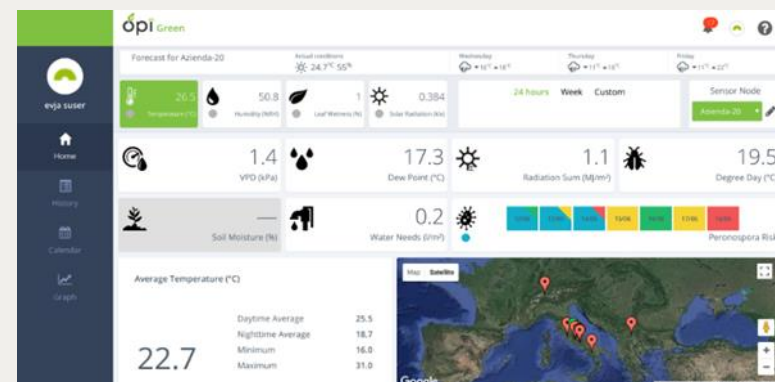 òpi Green
Forecast for Azienda-20
Actual conditions
24.7°C 55%
Wednesday
Thursday
Friday
evja suser
Home
History
Calendar
Graph
26.5
Temperature (°C)
50.8
Humidity (%RH)
1
Leaf Wetness (%)
0.384
Solar Radiation (klx)
24 hours Week Custom
Sensor Node
Azienda-20
1.4
VPD (kPa)
17.3
Dew Point (°C)
1.1
Radiation Sum (MJ/m²)
19.5
Degree Day (°C
—
Soil Moisture (%)
0.2
Water Needs (l/m²)
Peronospora Risk
Average Temperature (°C)
22.7
Daytime Average 25.5
Nighttime Average 18.7
Minimum 16.0
Maximum 31.0
Map Satellite
Google